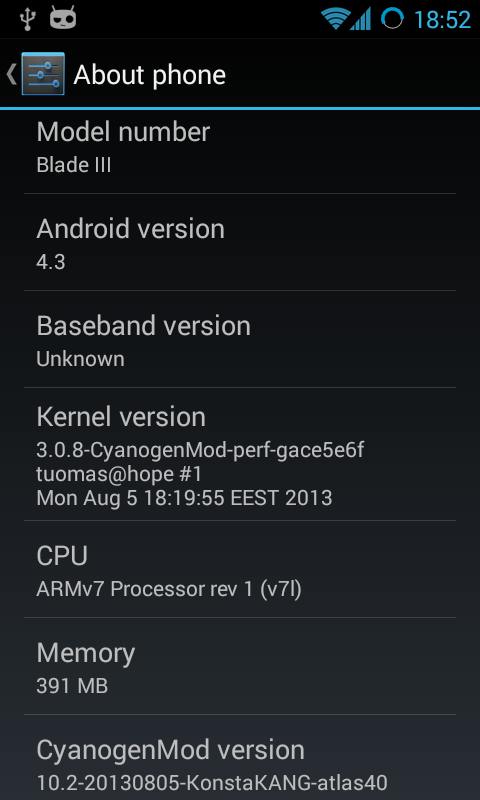 18:52
About phone
Model number
Blade III
Android version
4.3
Baseband version
Unknown
Kernel version
3.0.8-CyanogenMod-perf-gace5e6f
tuomas@hope #1
Mon Aug 5 18:19:55 EEST 2013
CPU
ARMv7 Processor rev 1 (v7l)
Memory
391 MB
CyanogenMod version
10.2-20130805-KonstaKANG-atlas40